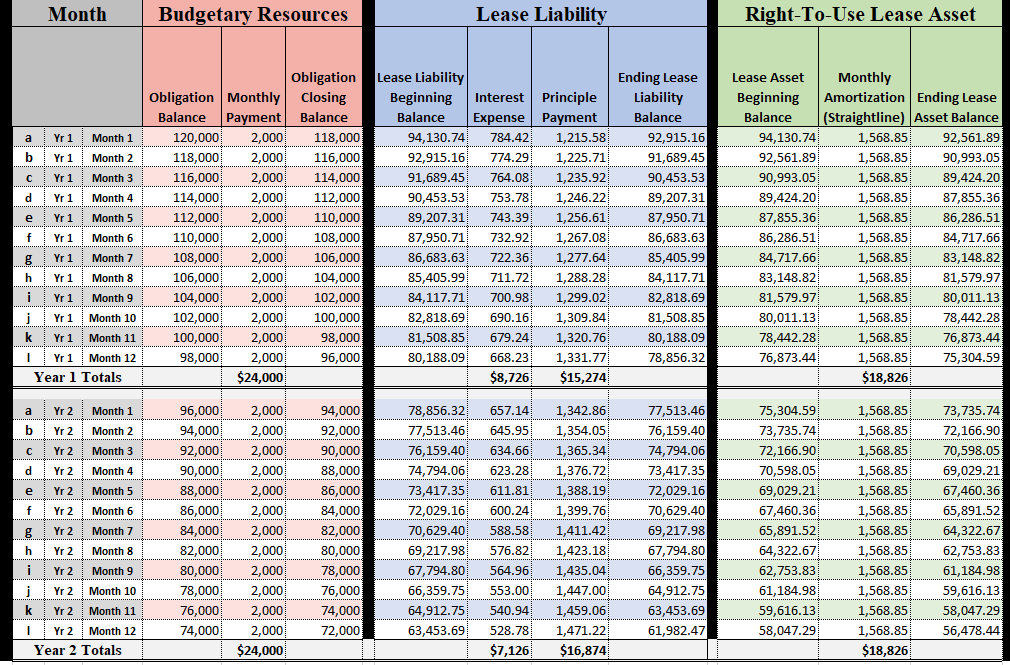 Month Budgetary Resources Lease Liability Right-To-Use Lease Asset
Obligation Lease Liability Ending Lease Lease Asset Monthly
Obligation Monthly Closing Beginning Interest Principle Liability Beginning Amortization Ending Lease
Balance Payment Balance Balance Expense Payment Balance Balance (Straightline) Asset Balance
a Yr 1 Month 1 120,000 2,000 118,000 94,130.74 784.42 1,215.58 92,915.16 94,130.74 1,568.85 92,561.89
b Yr 1 Month 2 118,000 2,000 116,000 92,915.16 774.29 1,225.71 91,689.45 92,561.89 1,568.85 90,993.05
c Yr 1 Month 3 116,000 2,000 114,000 91,689.45 764.08 1,235.92 90,453.53 90,993.05 1,568.85 89,424.20
d Yr 1 Month 4 114,000 2,000 112,000 90,453.53 753.78 1,246.22 89,207.31 89,424.20 1,568.85 87,855.36
e Yr 1 Month 5 112,000 2,000 110,000 89,207.31 743.39 1,256.61 87,950.71 87,855.36 1,568.85 86,286.51
f Yr 1 Month 6 110,000 2,000 108,000 87,950.71 732.92 1,267.08 86,683.63 86,286.51 1,568.85 84,717.66
g Yr 1 Month 7 108,000 2,000 106,000 86,683.63 722.36 1,277.64 85,405.99 84,717.66 1,568.85 83,148.82
h Yr 1 Month 8 106,000 2,000 104,000 85,405.99 711.72 1,288.28 84,117.71 83,148.82 1,568.85 81,579.97
i Yr 1 Month 9 104,000 2,000 102,000 84,117.71 700.98 1,299.02 82,818.69 81,579.97 1,568.85 80,011.13
j Yr 1 Month 10 102,000 2,000 100,000 82,818.69 690.16 1,309.84 81,508.85 80,011.13 1,568.85 78,442.28
k Yr 1 Month 11 100,000 2,000 98,000 81,508.85 679.24 1,320.76 80,188.09 78,442.28 1,568.85 76,873.44
l Yr 1 Month 12 98,000 2,000 96,000 80,188.09 668.23 1,331.77 78,856.32 76,873.44 1,568.85 75,304.59
Year 1 Totals $24,000 $8,726 $15,274 $18,826
a Yr 2 Month 1 96,000 2,000 94,000 78,856.32 657.14 1,342.86 77,513.46 75,304.59 1,568.85 73,735.74
b Yr 2 Month 2 94,000 2,000 92,000 77,513.46 645.95 1,354.05 76,159.40 73,735.74 1,568.85 72,166.90
c Yr 2 Month 3 92,000 2,000 90,000 76,159.40 634.66 1,365.34 74,794.06 72,166.90 1,568.85 70,598.05
d Yr 2 Month 4 90,000 2,000 88,000 74,794.06 623.28 1,376.72 73,417.35 70,598.05 1,568.85 69,029.21
e Yr 2 Month 5 88,000 2,000 86,000 73,417.35 611.81 1,388.19 72,029.16 69,029.21 1,568.85 67,460.36
f Yr 2 Month 6 86,000 2,000 84,000 72,029.16 600.24 1,399.76 70,629.40 67,460.36 1,568.85 65,891.52
g Yr 2 Month 7 84,000 2,000 82,000 70,629.40 588.58 1,411.42 69,217.98 65,891.52 1,568.85 64,322.67
h Yr 2 Month 8 82,000 2,000 80,000 69,217.98 576.82 1,423.18 67,794.80 64,322.67 1,568.85 62,753.83
i Yr 2 Month 9 80,000 2,000 78,000 67,794.80 564.96 1,435.04 66,359.75 62,753.83 1,568.85 61,184.98
j Yr 2 Month 10 78,000 2,000 76,000 66,359.75 553.00 1,447.00 64,912.75 61,184.98 1,568.85 59,616.13
k Yr 2 Month 11 76,000 2,000 74,000 64,912.75 540.94 1,459.06 63,453.69 59,616.13 1,568.85 58,047.29
l Yr 2 Month 12 74,000 2,000 72,000 63,453.69 528.78 1,471.22 61,982.47 58,047.29 1,568.85 56,478.44
Year 2 Totals $24,000 $7,126 $16,874 $18,826